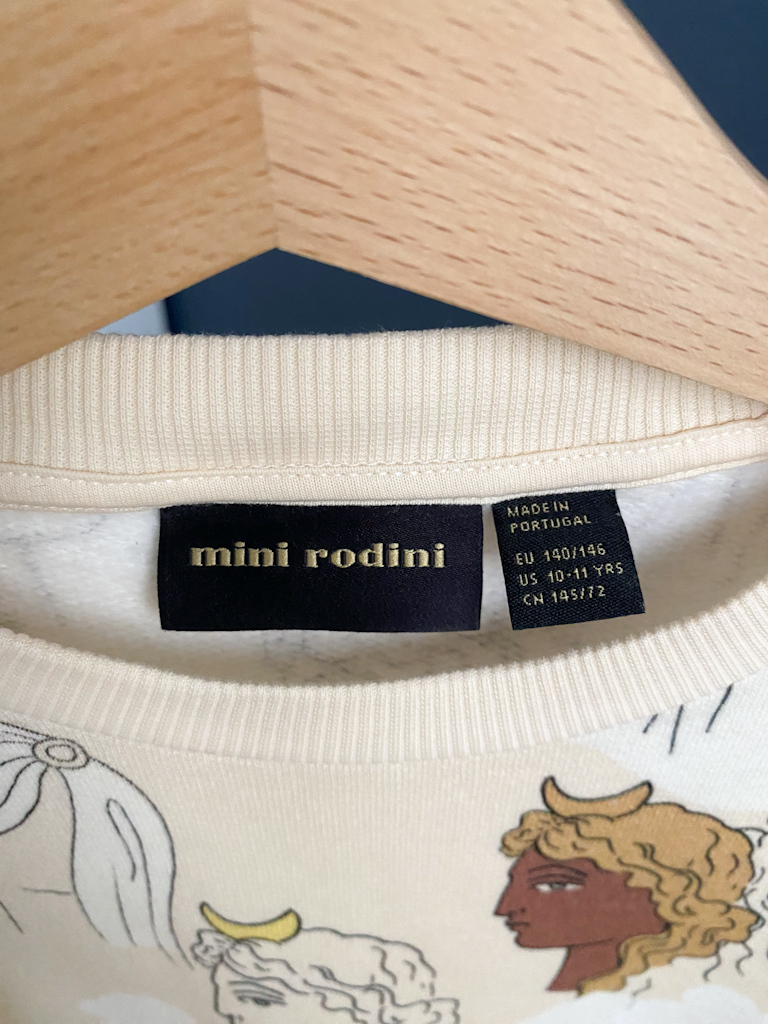 mini rodini
MADE IN
PORTUGAL
EU 140/146
US 10-11 YRS
CN 145/72